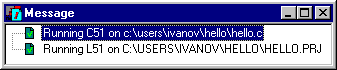 Message
Running C51 on c:\users\ivanov\hello\hello.c
Running L51 on C:\USERS\IVANOV\HELLO\HELLO.PRJ